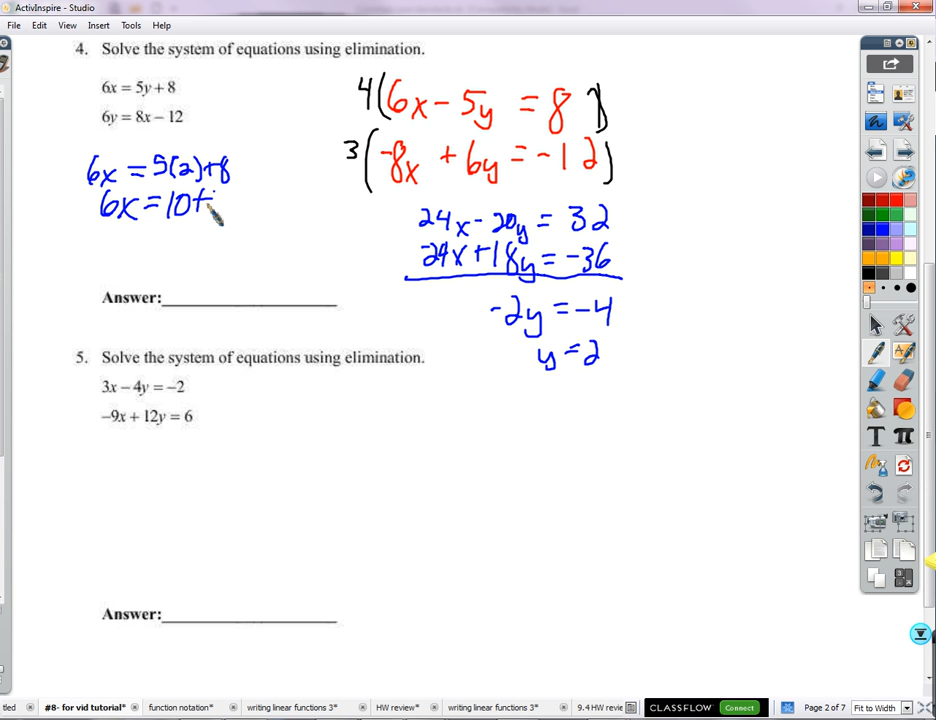 ActivInspire - Studio
File Edit View Insert Tools Help
4. Solve the system of equations using elimination.
6x = 5y + 8
6y = 8x − 12
4(6x − 5y = 8)
3(-8x + 6y = -12)
6x = 5(2)+8
6x = 10+
24x - 20y = 32
24x + 18y = -36
-2y = -4
y = 2
Answer:
5. Solve the system of equations using elimination.
3x − 4y = −2
−9x + 12y = 6
Answer:
tled #8- for vid tutorial* function notation* writing linear functions 3* HW review* writing linear functions 3* 9.4 HW revie CLASSFLOW Connect Page 2 of 7 Fit to Width